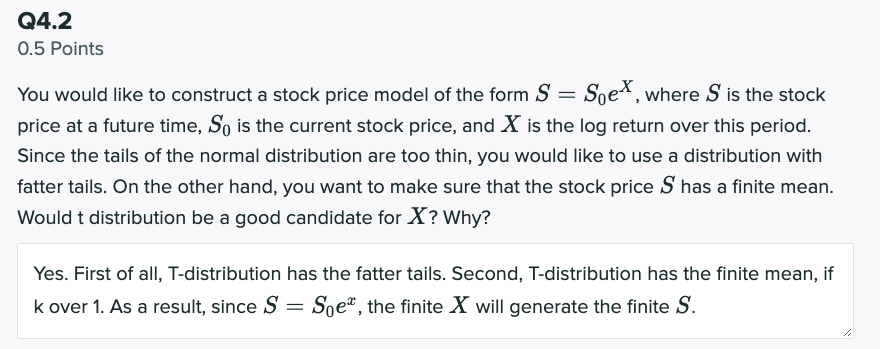 Q4.2
0.5 Points
You would like to construct a stock price model of the form S = S₀eˣ, where S is the stock
price at a future time, S₀ is the current stock price, and X is the log return over this period.
Since the tails of the normal distribution are too thin, you would like to use a distribution with
fatter tails. On the other hand, you want to make sure that the stock price S has a finite mean.
Would t distribution be a good candidate for X? Why?
Yes. First of all, T-distribution has the fatter tails. Second, T-distribution has the finite mean, if
k over 1. As a result, since S = S₀eˣ, the finite X will generate the finite S.